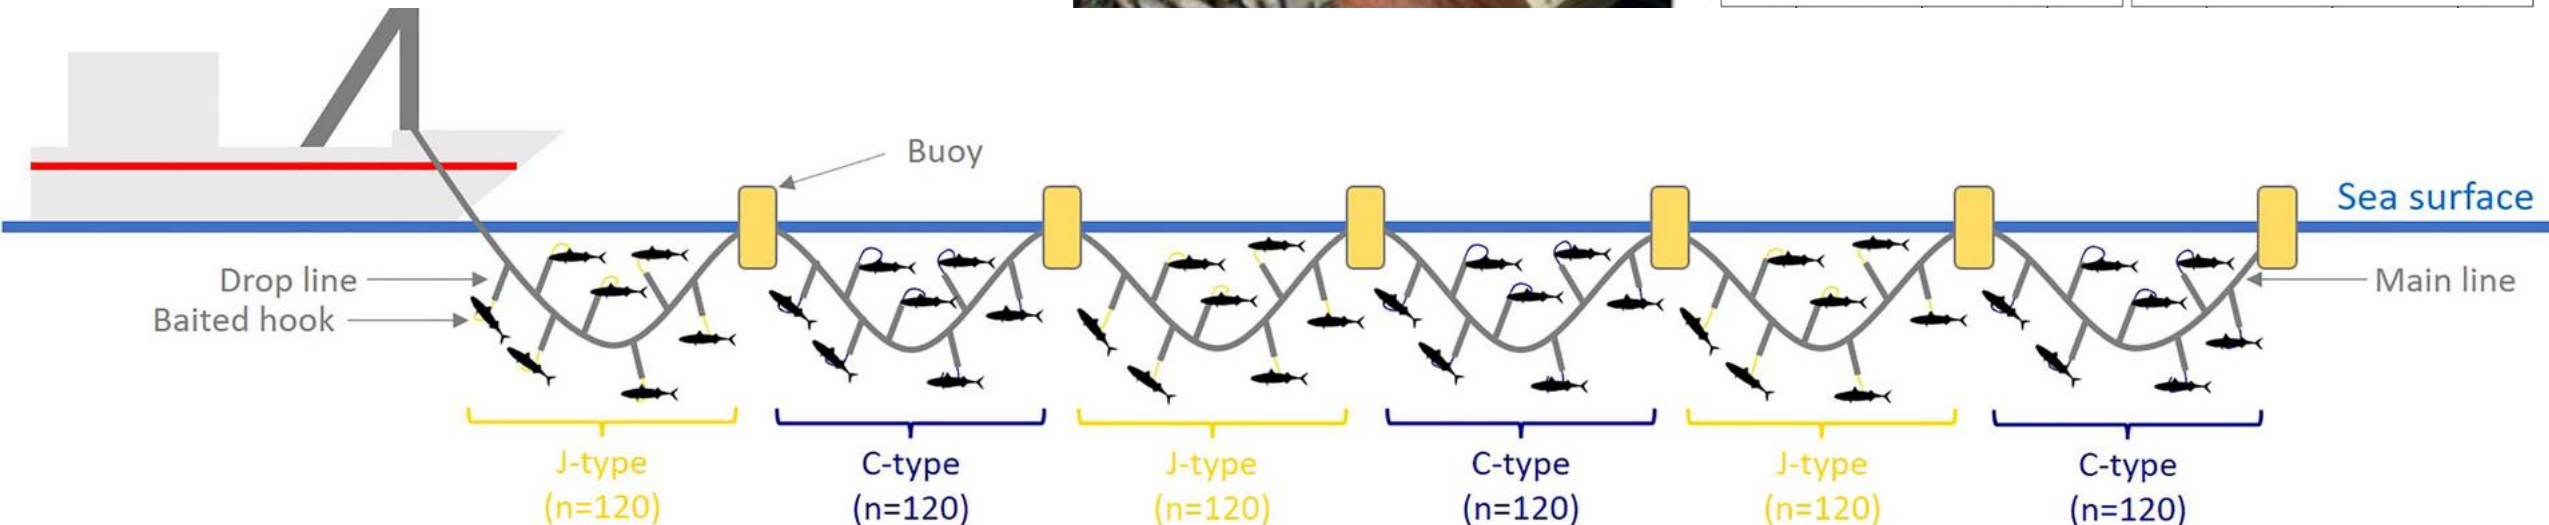 Buoy
Sea surface
Drop line
Baited hook
Main line
J-type
(n=120)
C-type
(n=120)
J-type
(n=120)
C-type
(n=120)
J-type
(n=120)
C-type
(n=120)